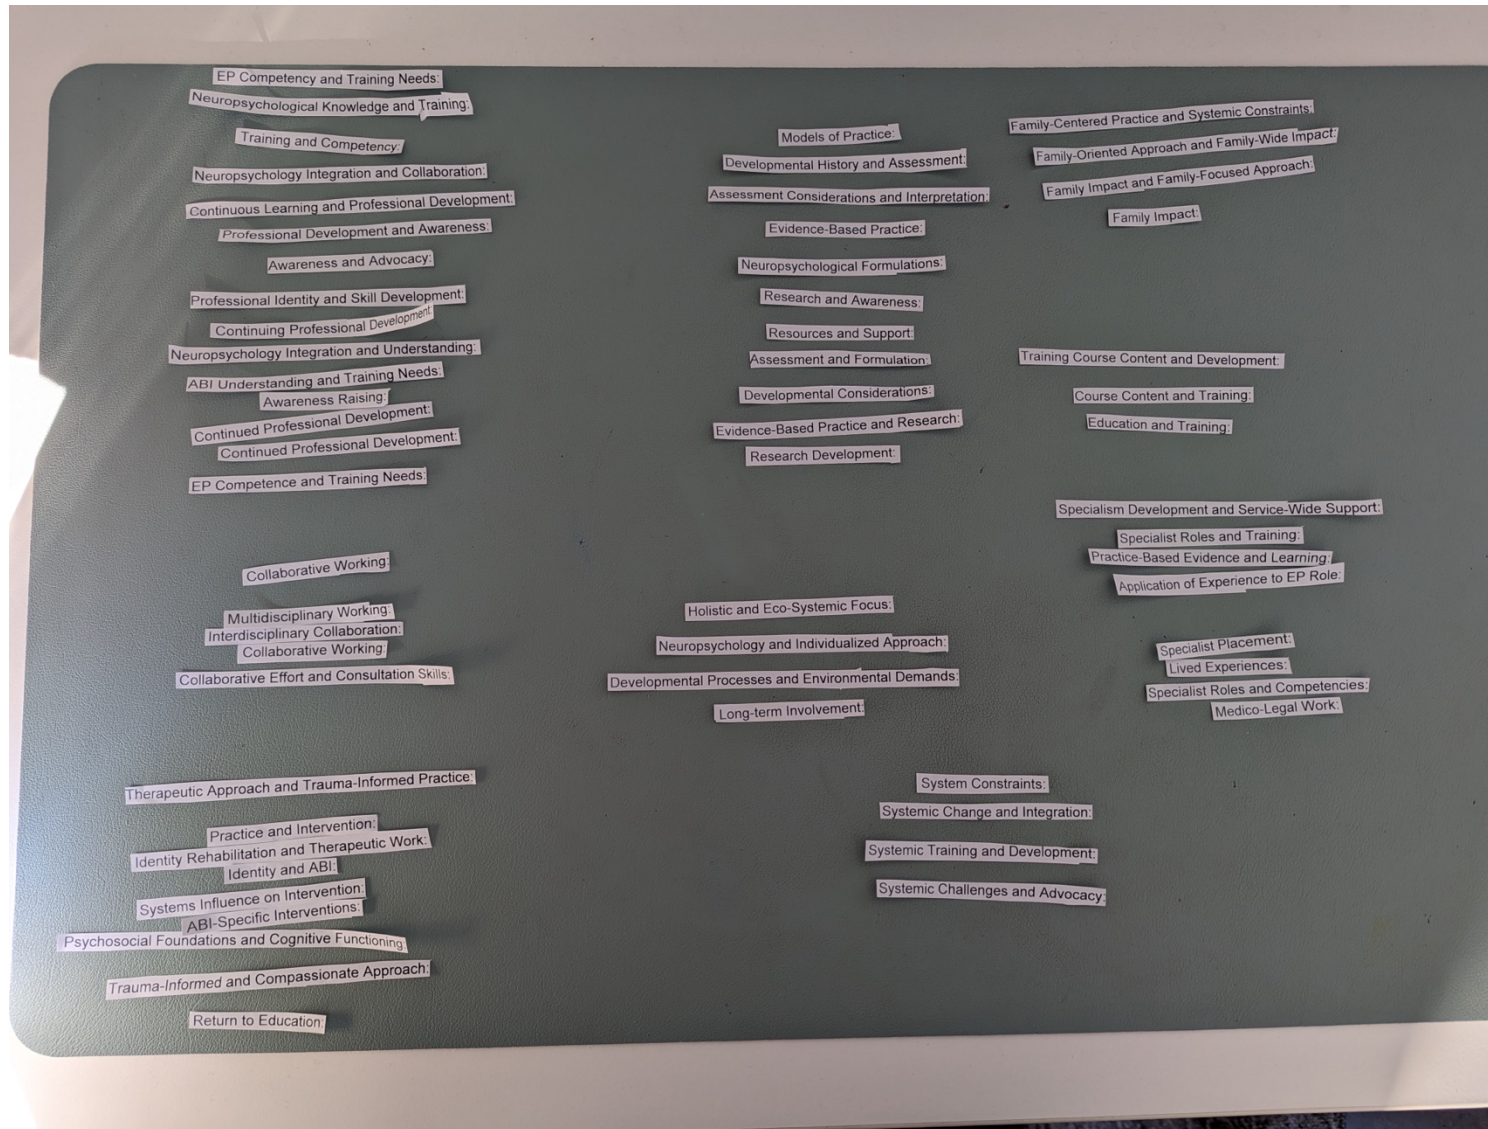 EP Competency and Training Needs:
Neuropsychological Knowledge and Training:
Training and Competency:
Neuropsychology Integration and Collaboration:
Continuous Learning and Professional Development:
Professional Development and Awareness:
Awareness and Advocacy:
Professional Identity and Skill Development:
Continuing Professional Development:
Neuropsychology Integration and Understanding:
ABI Understanding and Training Needs:
Awareness Raising:
Continued Professional Development:
Continued Professional Development:
EP Competence and Training Needs:
Models of Practice:
Developmental History and Assessment:
Assessment Considerations and Interpretation:
Evidence-Based Practice:
Neuropsychological Formulations:
Research and Awareness:
Resources and Support:
Assessment and Formulation:
Developmental Considerations:
Evidence-Based Practice and Research:
Research Development:
Family-Centered Practice and Systemic Constraints:
Family-Oriented Approach and Family-Wide Impact:
Family Impact and Family-Focused Approach:
Family Impact:
Training Course Content and Development:
Course Content and Training:
Education and Training:
Specialism Development and Service-Wide Support:
Specialist Roles and Training:
Practice-Based Evidence and Learning:
Application of Experience to EP Role:
Specialist Placement:
Lived Experiences:
Specialist Roles and Competencies:
Medico-Legal Work:
Collaborative Working:
Multidisciplinary Working:
Interdisciplinary Collaboration:
Collaborative Working:
Collaborative Effort and Consultation Skills:
Holistic and Eco-Systemic Focus:
Neuropsychology and Individualized Approach:
Developmental Processes and Environmental Demands:
Long-term Involvement:
Therapeutic Approach and Trauma-Informed Practice:
Practice and Intervention:
Identity Rehabilitation and Therapeutic Work:
Identity and ABI:
Systems Influence on Intervention:
ABI-Specific Interventions:
Psychosocial Foundations and Cognitive Functioning:
Trauma-Informed and Compassionate Approach:
Return to Education:
System Constraints:
Systemic Change and Integration:
Systemic Training and Development:
Systemic Challenges and Advocacy: